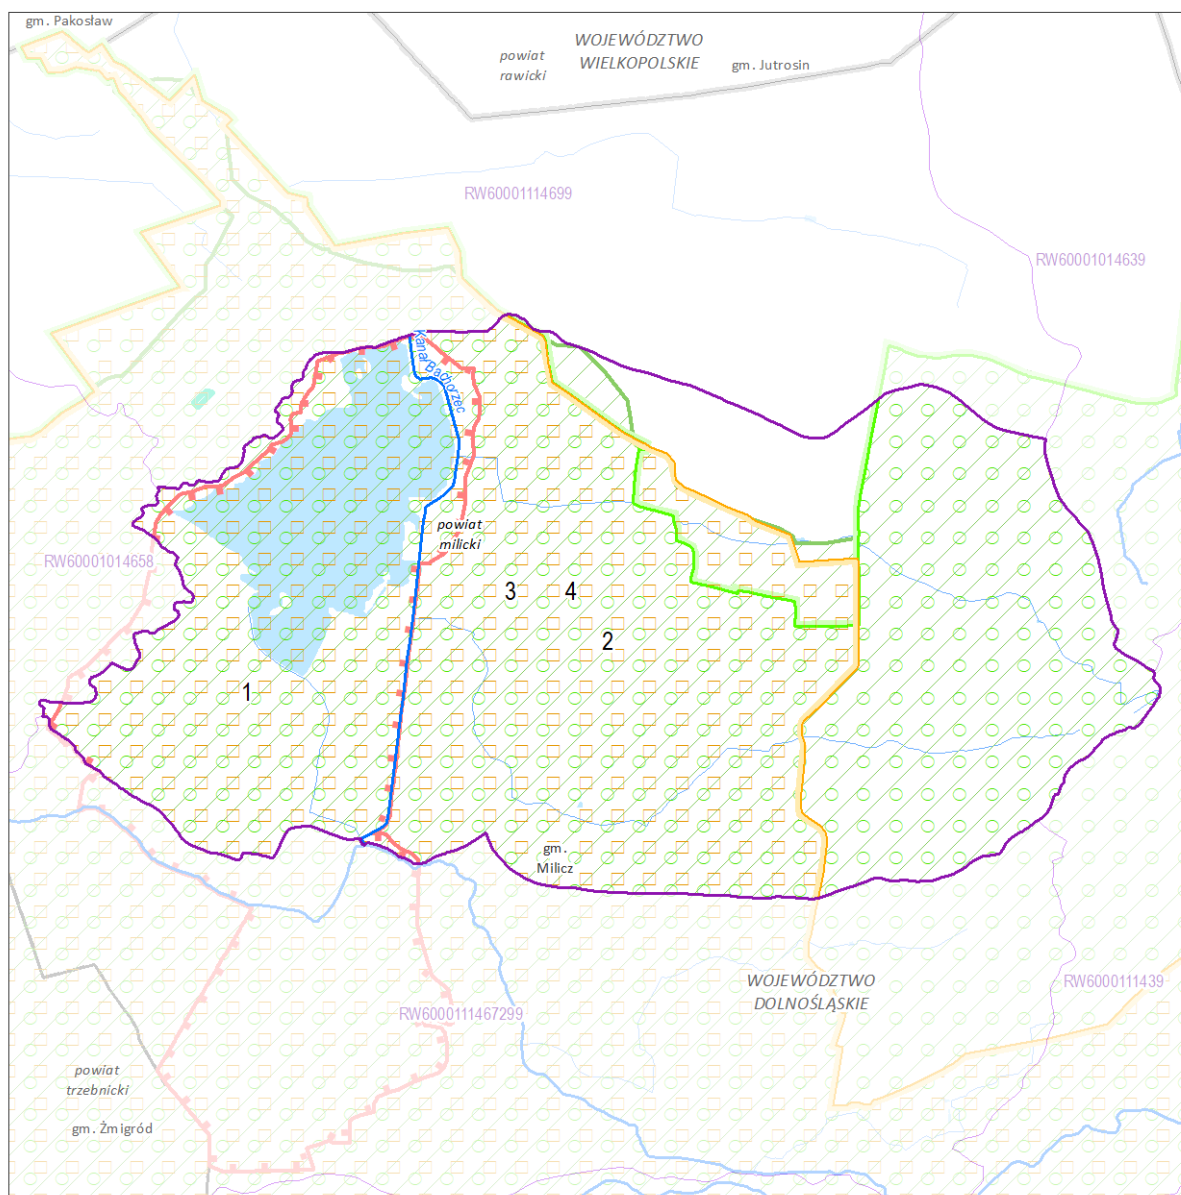 gm. Pakosław
WOJEWÓDZTWO
WIELKOPOLSKIE
powiat
rawicki
gm. Jutrosin
RW60001114699
RW60001014639
Kanał Bachorzec
powiat
milicki
RW60001014658
3
4
2
1
gm.
Milicz
WOJEWÓDZTWO
DOLNOŚLĄSKIE
RW6000111439
RW6000111467299
powiat
trzebnicki
gm. Żmigród